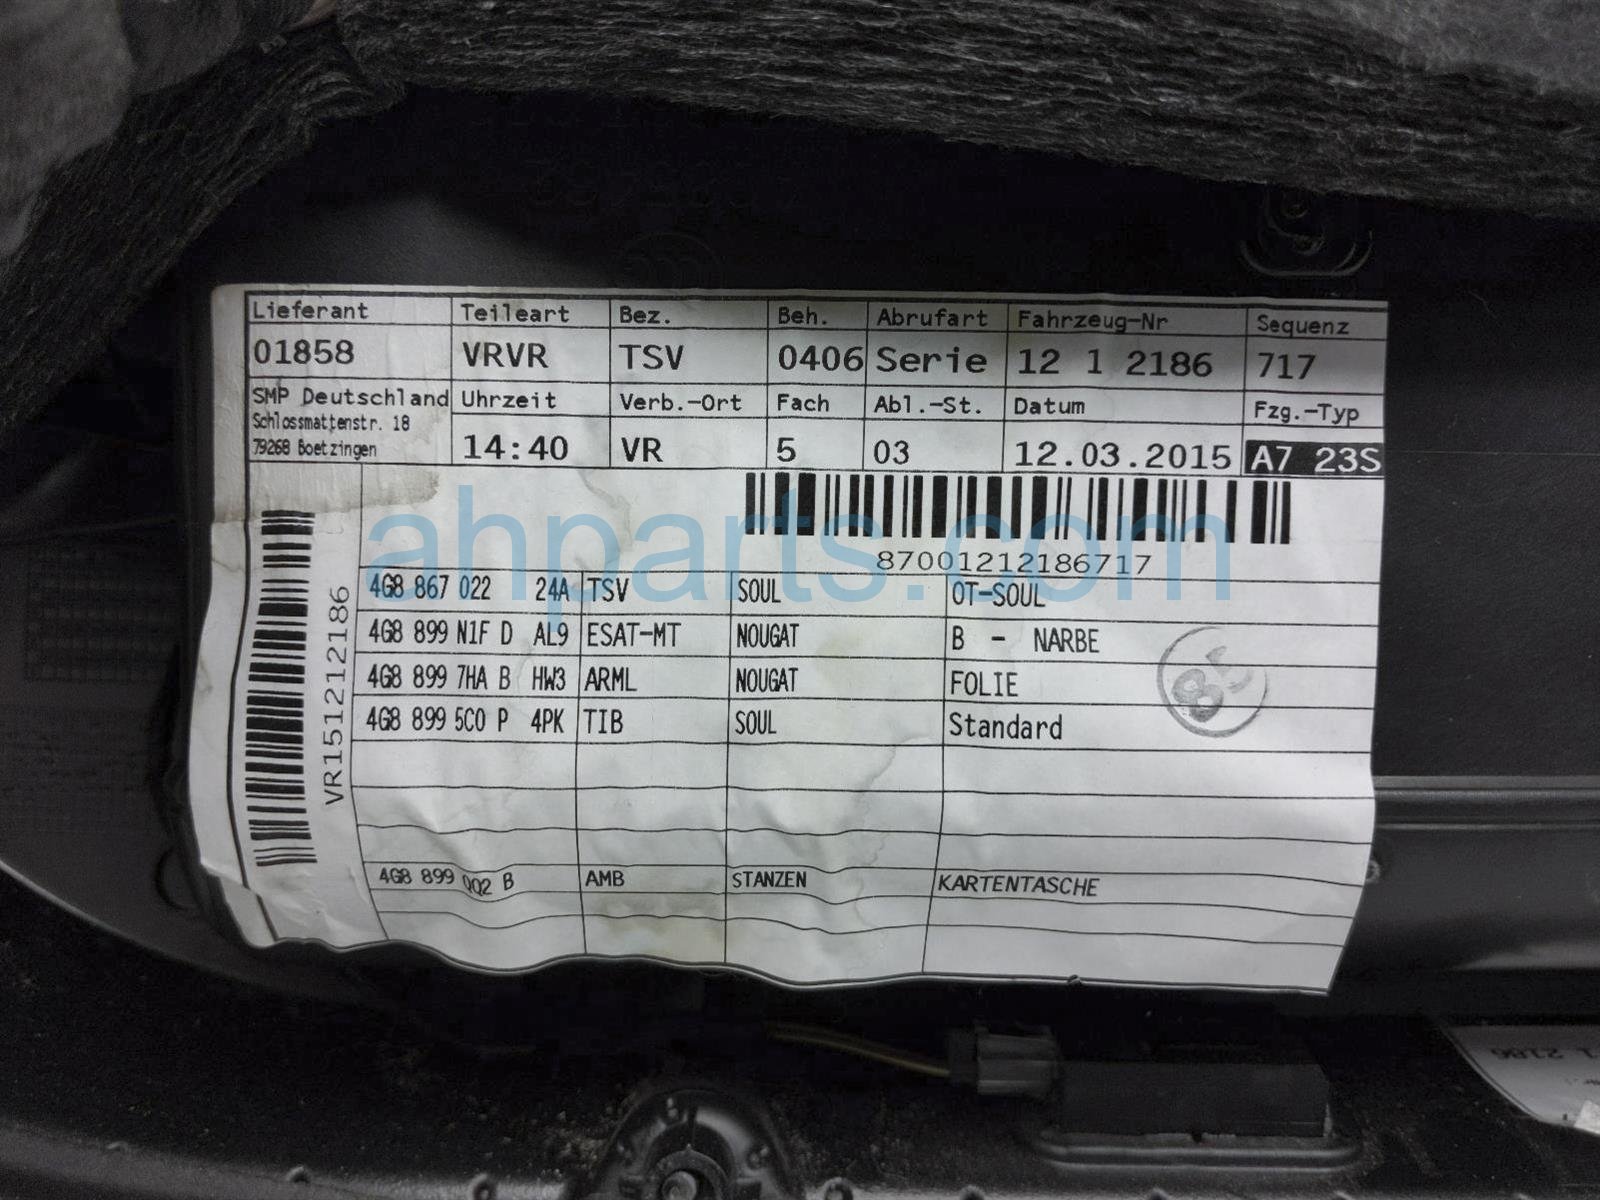 Lieferant Teileart Bez. Beh. Abrufart Fahrzeug-Nr Sequenz
01858 VRVR TSV 0406 Serie 12 1 2186 717
SMP Deutschland Uhrzeit Verb.-Ort Fach Abl.-St. Datum Fzg.-Typ
Schlossmattenstr. 18
79268 Boetzingen 14:40 VR 5 03 12.03.2015 A7 23S
ahparts.com
87001212186717
VR151212186
4G8 867 022 24A TSV SOUL OT-SOUL
4G8 899 N1F D AL9 ESAT-MT NOUGAT B - NARBE
4G8 899 7HA B HW3 ARML NOUGAT FOLIE
4G8 899 5C0 P 4PK TIB SOUL Standard
4G8 899 002 B AMB STANZEN KARTENTASCHE